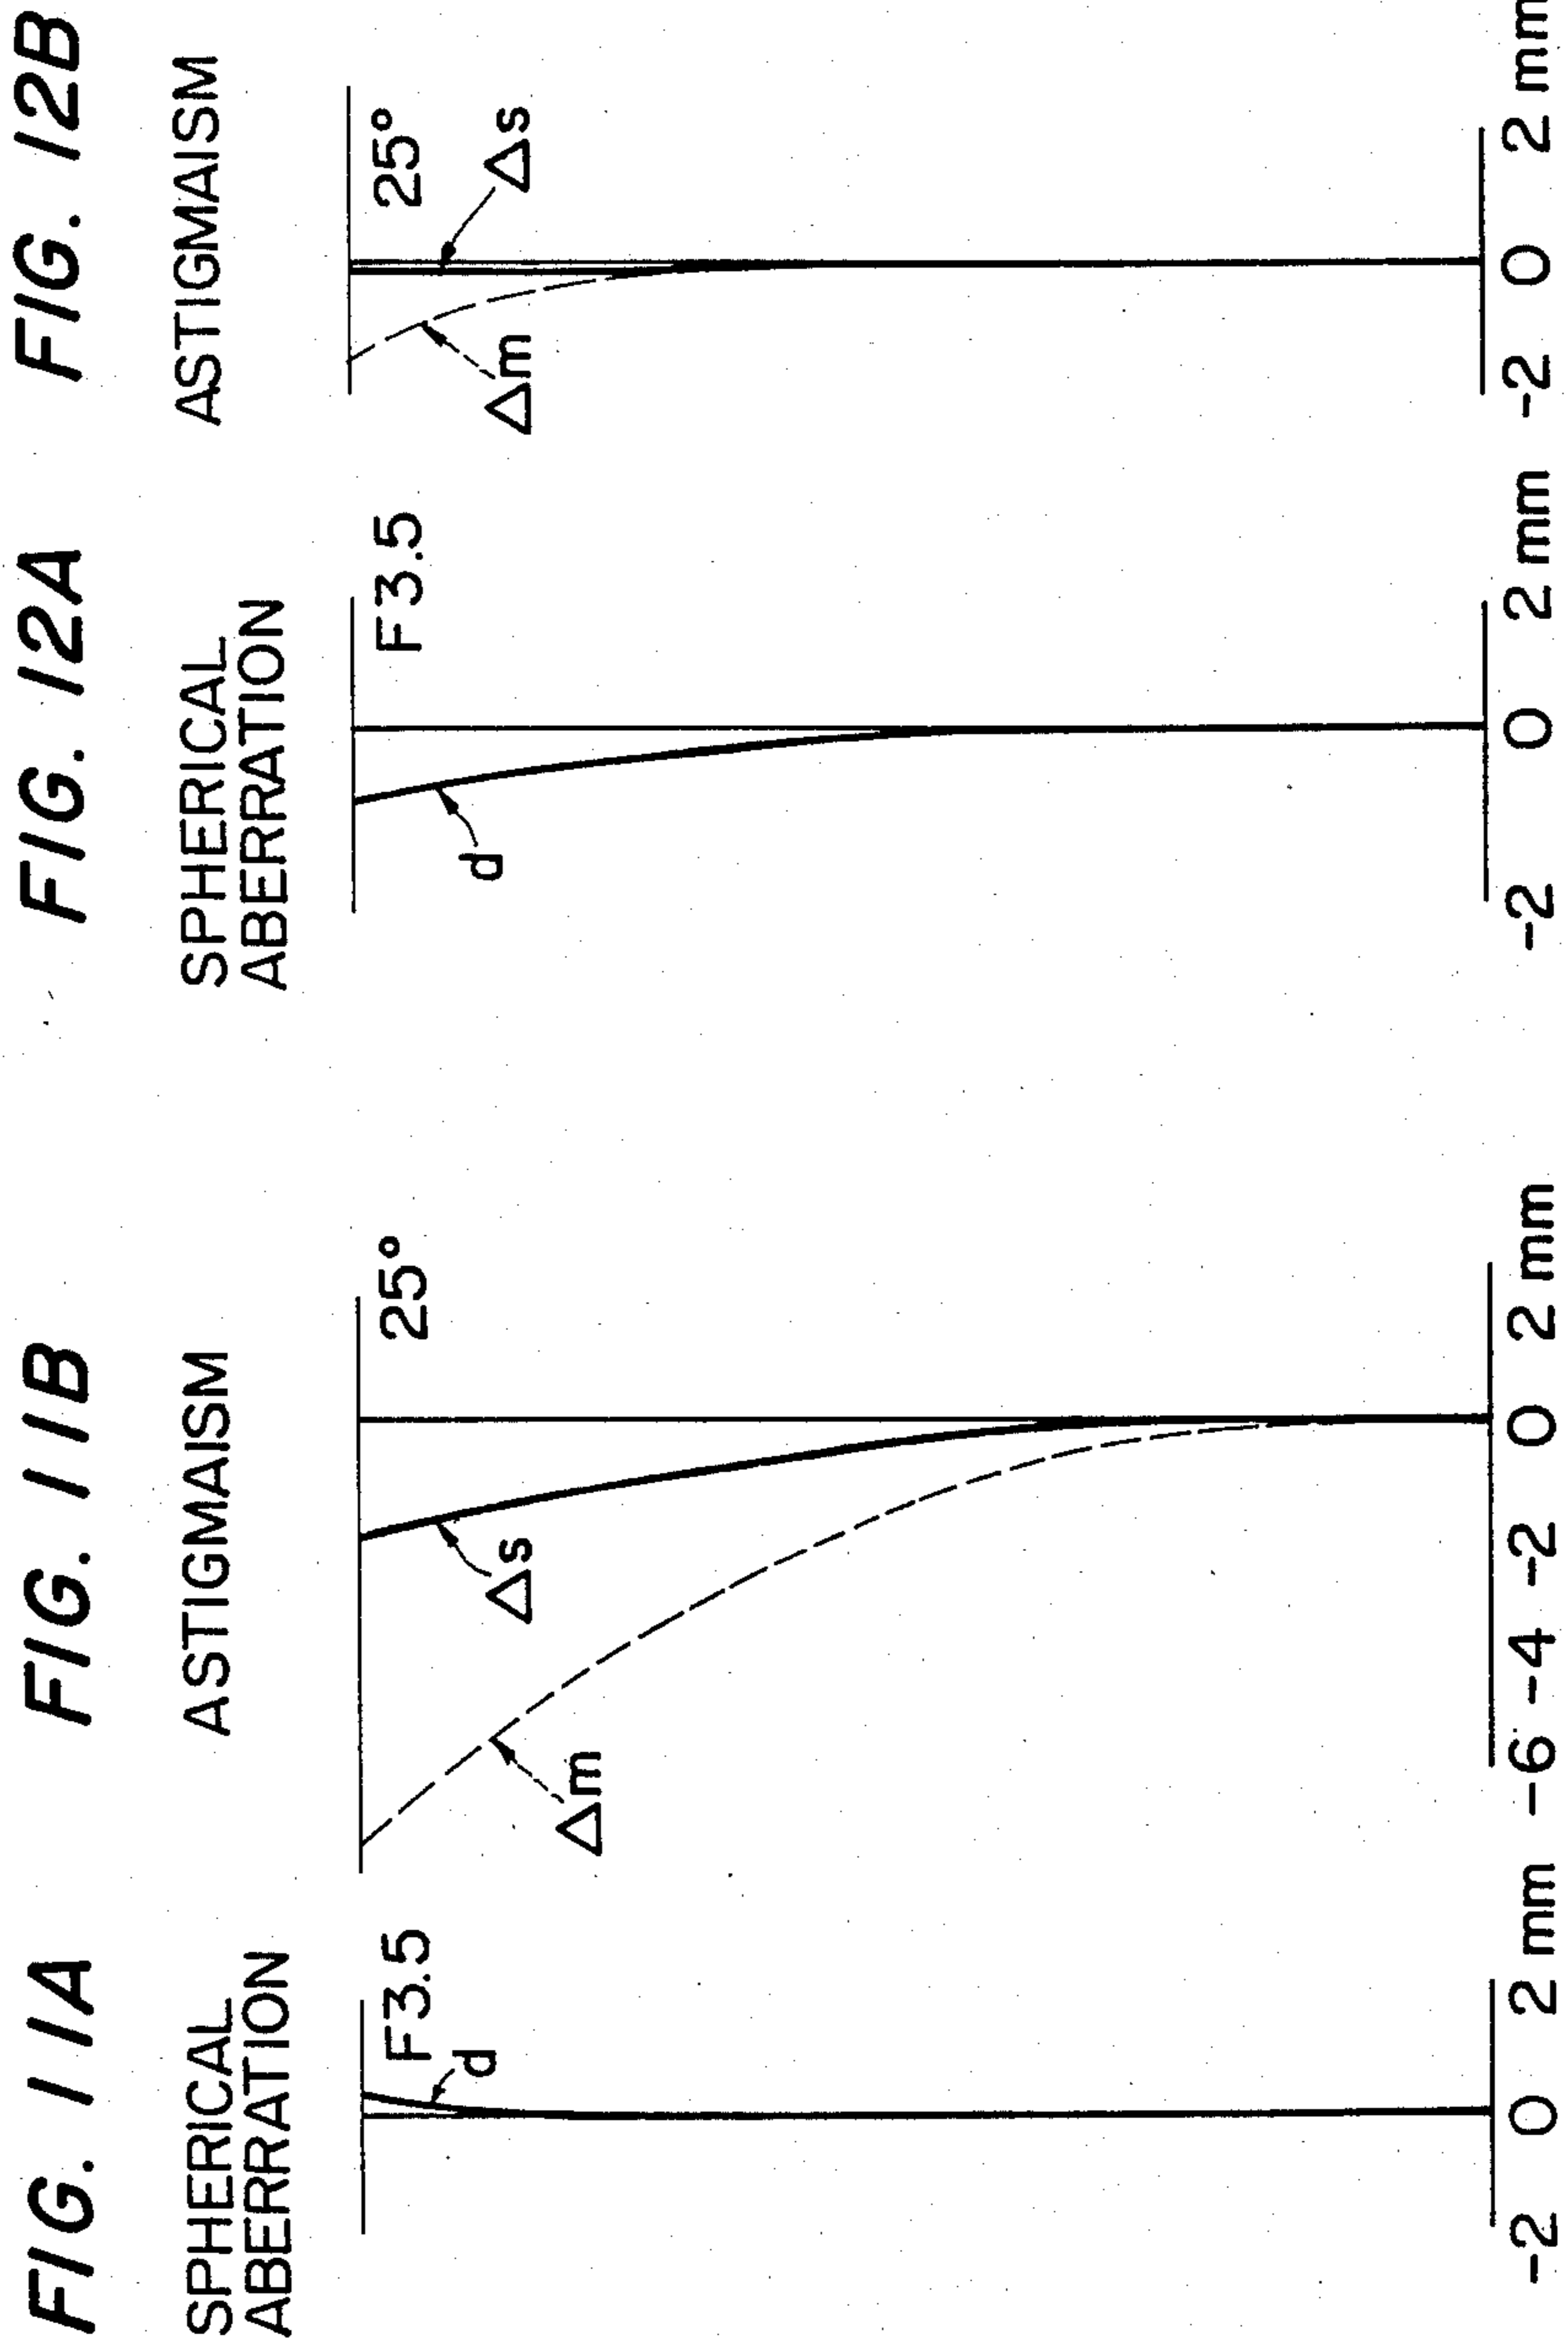 FIG. 11A
SPHERICAL
ABERRATION
F3.5
d
-2 0 2 mm
FIG. 11B
ASTIGMAISM
25°
Δs
Δm
-6 -4 -2 0 2 mm
FIG. 12A
SPHERICAL
ABERRATION
F3.5
d
-2 0 2 mm
FIG. 12B
ASTIGMAISM
25°
Δs
Δm
-2 0 2 mm